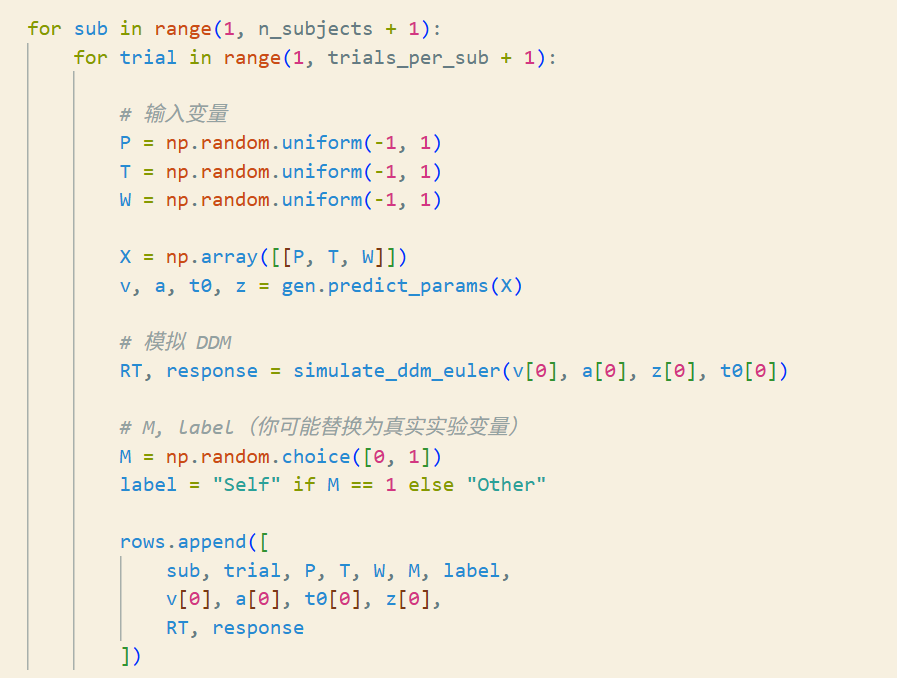 for sub in range(1, n_subjects + 1):
    for trial in range(1, trials_per_sub + 1):
        # 输入变量
        P = np.random.uniform(-1, 1)
        T = np.random.uniform(-1, 1)
        W = np.random.uniform(-1, 1)
        X = np.array([[P, T, W]])
        v, a, t0, z = gen.predict_params(X)
        # 模拟 DDM
        RT, response = simulate_ddm_euler(v[0], a[0], z[0], t0[0])
        # M, label（你可能替换为真实实验变量）
        M = np.random.choice([0, 1])
        label = "Self" if M == 1 else "Other"
        rows.append([
            sub, trial, P, T, W, M, label,
            v[0], a[0], t0[0], z[0],
            RT, response
        ])